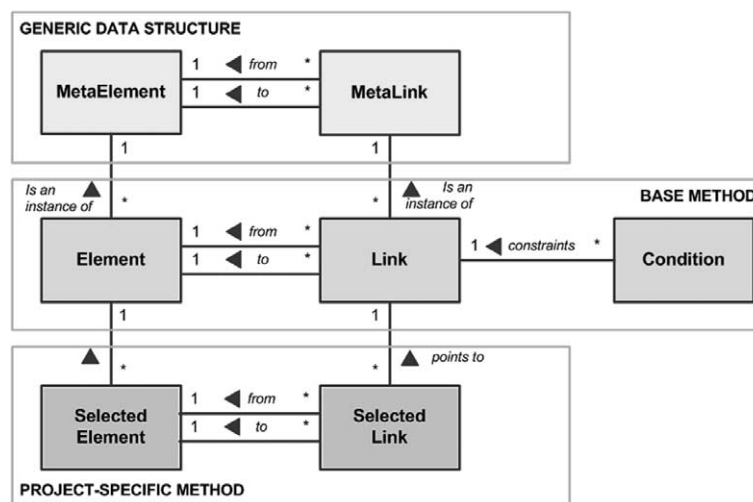 GENERIC DATA STRUCTURE
MetaElement
1
from
*
1
to
*
MetaLink
1
1
Is an
instance of
*
Is an
instance of
*
BASE METHOD
Element
1
from
*
1
to
*
Link
1
constraints
*
Condition
1
1
*
*
points to
Selected
Element
1
from
*
1
to
*
Selected
Link
PROJECT-SPECIFIC METHOD